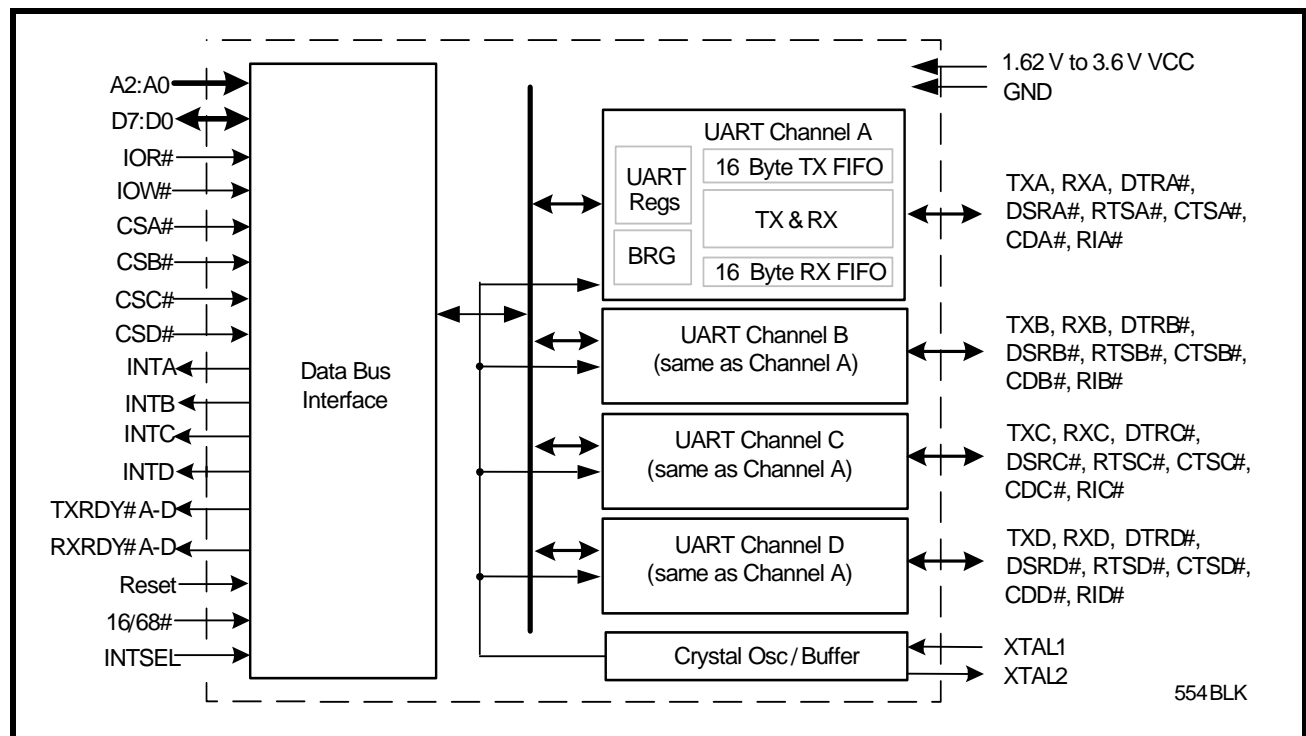 A2:A0
D7:D0
IOR#
IOW#
CSA#
CSB#
CSC#
CSD#
INTA
INTB
INTC
INTD
TXRDY# A-D
RXRDY# A-D
Reset
16/68#
INTSEL
Data Bus
Interface
UART Channel A
UART
Regs
BRG
16 Byte TX FIFO
TX & RX
16 Byte RX FIFO
UART Channel B
(same as Channel A)
UART Channel C
(same as Channel A)
UART Channel D
(same as Channel A)
Crystal Osc / Buffer
1.62 V to 3.6 V VCC
GND
TXA, RXA, DTRA#,
DSRA#, RTSA#, CTSA#,
CDA#, RIA#
TXB, RXB, DTRB#,
DSRB#, RTSB#, CTSB#,
CDB#, RIB#
TXC, RXC, DTRC#,
DSRC#, RTSC#, CTSC#,
CDC#, RIC#
TXD, RXD, DTRD#,
DSRD#, RTSD#, CTSD#,
CDD#, RID#
XTAL1
XTAL2
554 BLK